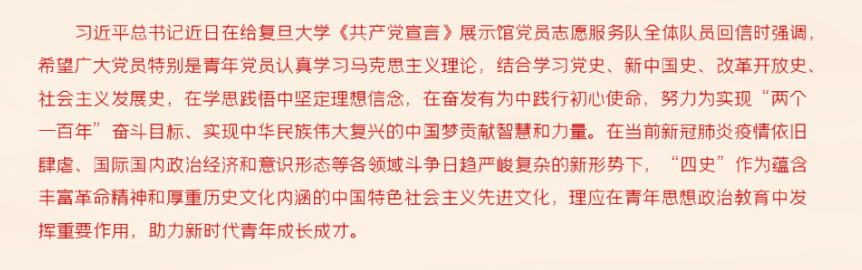 习近平总书记近日在给复旦大学《共产党宣言》展示馆党员志愿服务队全体队员回信时强调，
希望广大党员特别是青年党员认真学习马克思主义理论，结合学习党史、新中国史、改革开放史、
社会主义发展史，在学思践悟中坚定理想信念，在奋发有为中践行初心使命，努力为实现“两个
一百年”奋斗目标、实现中华民族伟大复兴的中国梦贡献智慧和力量。在当前新冠肺炎疫情依旧
肆虐、国际国内政治经济和意识形态等各领域斗争日趋严峻复杂的新形势下，“四史”作为蕴含
丰富革命精神和厚重历史文化内涵的中国特色社会主义先进文化，理应在青年思想政治教育中发
挥重要作用，助力新时代青年成长成才。